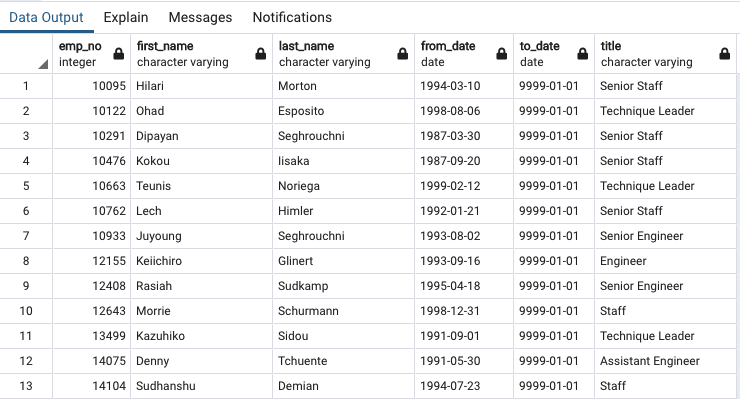 Data Output Explain Messages Notifications
emp_no first_name last_name from_date to_date title
integer character varying character varying date date character varying
1 10095 Hilari Morton 1994-03-10 9999-01-01 Senior Staff
2 10122 Ohad Esposito 1998-08-06 9999-01-01 Technique Leader
3 10291 Dipayan Seghrouchni 1987-03-30 9999-01-01 Senior Staff
4 10476 Kokou Iisaka 1987-09-20 9999-01-01 Senior Staff
5 10663 Teunis Noriega 1999-02-12 9999-01-01 Technique Leader
6 10762 Lech Himler 1992-01-21 9999-01-01 Senior Staff
7 10933 Juyoung Seghrouchni 1993-08-02 9999-01-01 Senior Engineer
8 12155 Keiichiro Glinert 1993-09-16 9999-01-01 Engineer
9 12408 Rasiah Sudkamp 1995-04-18 9999-01-01 Senior Engineer
10 12643 Morrie Schurmann 1998-12-31 9999-01-01 Staff
11 13499 Kazuhiko Sidou 1991-09-01 9999-01-01 Technique Leader
12 14075 Denny Tchuente 1991-05-30 9999-01-01 Assistant Engineer
13 14104 Sudhanshu Demian 1994-07-23 9999-01-01 Staff